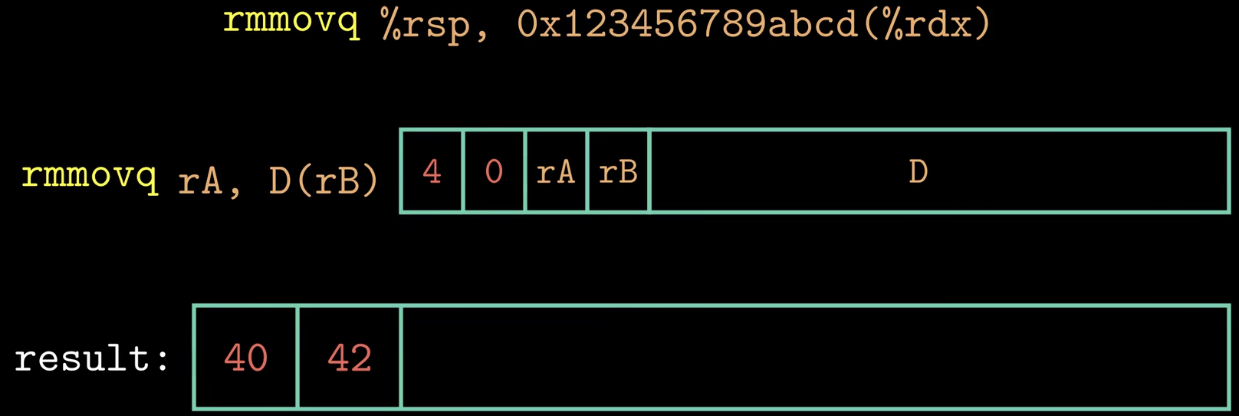 rmmovq %rsp, 0x123456789abcd(%rdx)
rmmovq rA, D(rB) 4 0 rA rB D
result: 40 42